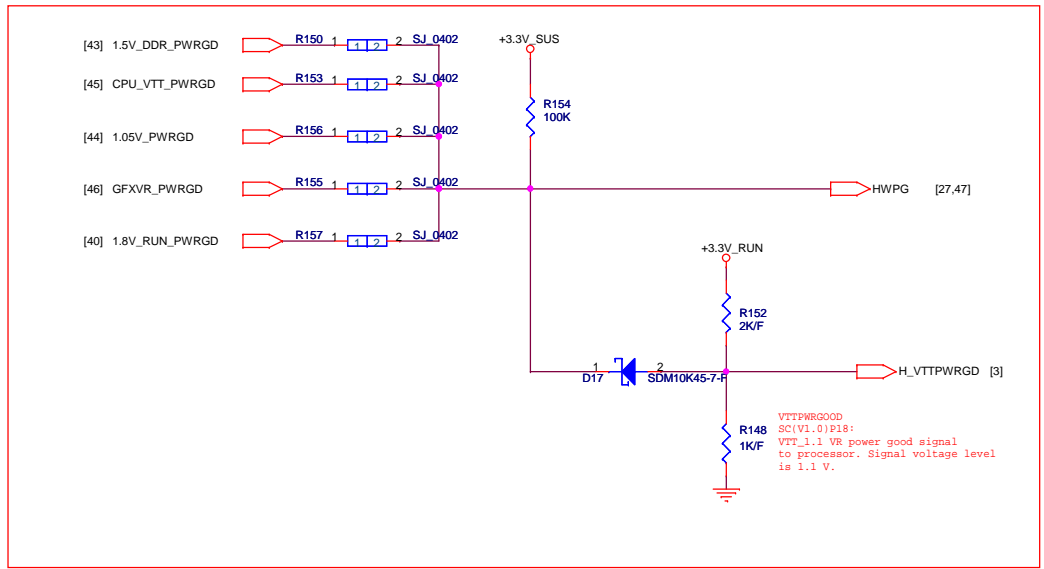 [43] 1.5V_DDR_PWRGD R150 1 1 2 2 SJ_0402
+3.3V_SUS
[45] CPU_VTT_PWRGD R153 1 1 2 2 SJ_0402
R154
100K
[44] 1.05V_PWRGD R156 1 1 2 2 SJ_0402
[46] GFXVR_PWRGD R155 1 1 2 2 SJ_0402 HWPG [27,47]
[40] 1.8V_RUN_PWRGD R157 1 1 2 2 SJ_0402
+3.3V_RUN
R152
2K/F
1 2
D17 SDM10K45-7-F H_VTTPWRGD [3]
R148
1K/F
VTTPWRGOOD
SC(V1.0)P18:
VTT_1.1 VR power good signal
to processor. Signal voltage level
is 1.1 V.